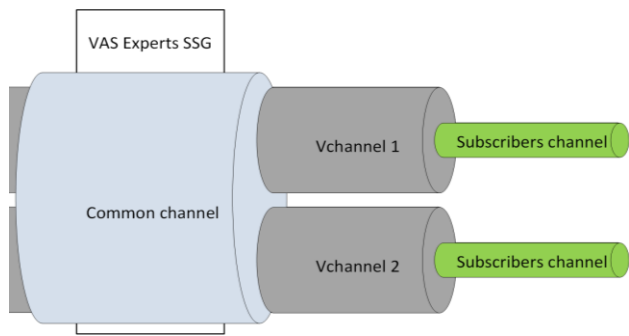 VAS Experts SSG
Vchannel 1
Subscribers channel
Common channel
Vchannel 2
Subscribers channel